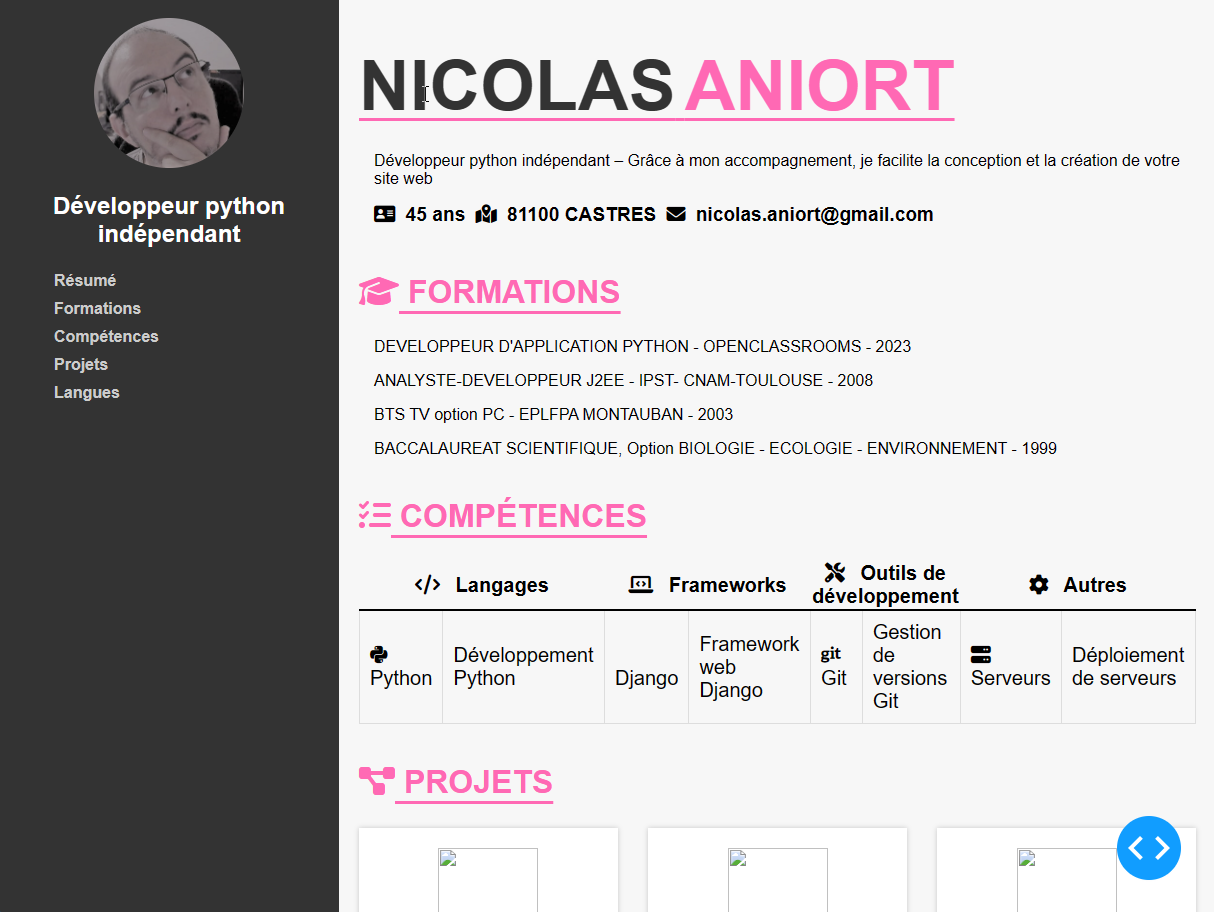 Développeur python
indépendant
Résumé
Formations
Compétences
Projets
Langues
NICOLAS ANIORT
Développeur python indépendant – Grâce à mon accompagnement, je facilite la conception et la création de votre
site web
45 ans 81100 CASTRES nicolas.aniort@gmail.com
FORMATIONS
DEVELOPPEUR D'APPLICATION PYTHON - OPENCLASSROOMS - 2023
ANALYSTE-DEVELOPPEUR J2EE - IPST- CNAM-TOULOUSE - 2008
BTS TV option PC - EPLFPA MONTAUBAN - 2003
BACCALAUREAT SCIENTIFIQUE, Option BIOLOGIE - ECOLOGIE - ENVIRONNEMENT - 1999
COMPÉTENCES
Langages
Frameworks
Outils de
développement
Autres
Python
Développement
Python
Django
Framework
web
Django
git
Git
Gestion
de
versions
Git
Serveurs
Déploiement
de serveurs
PROJETS